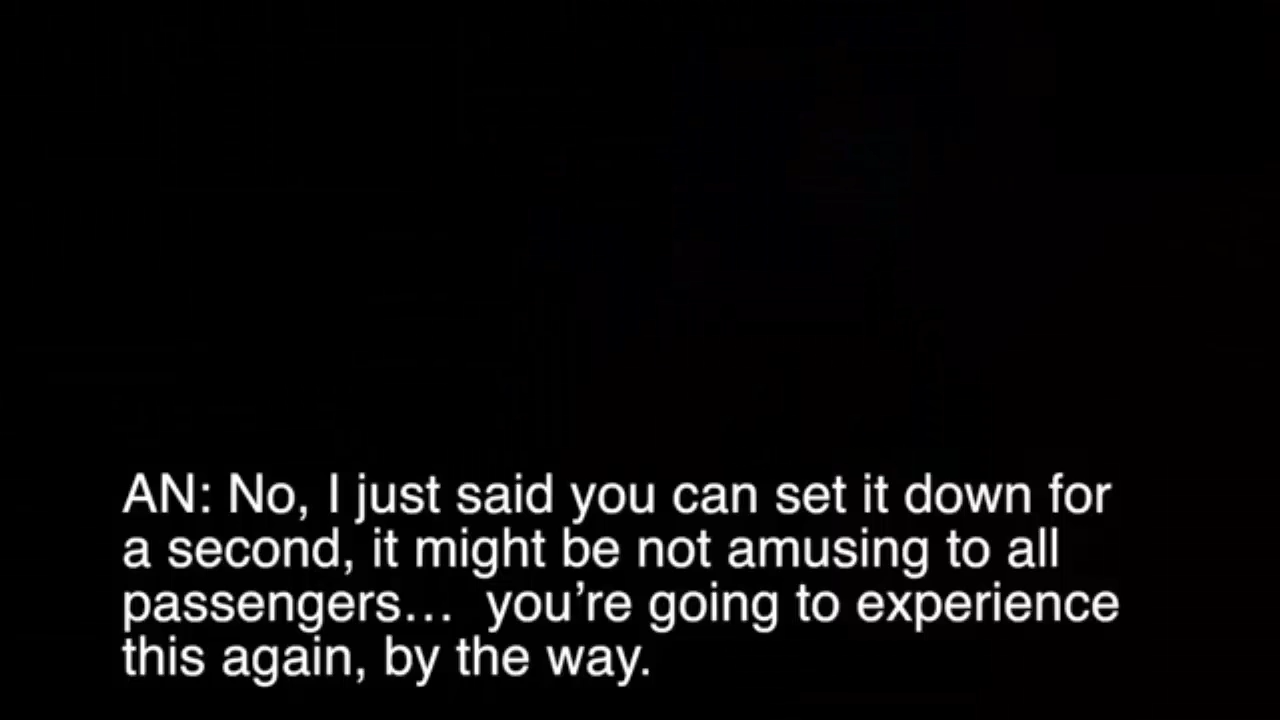 AN: No, I just said you can set it down for
a second, it might be not amusing to all
passengers…  you’re going to experience
this again, by the way.